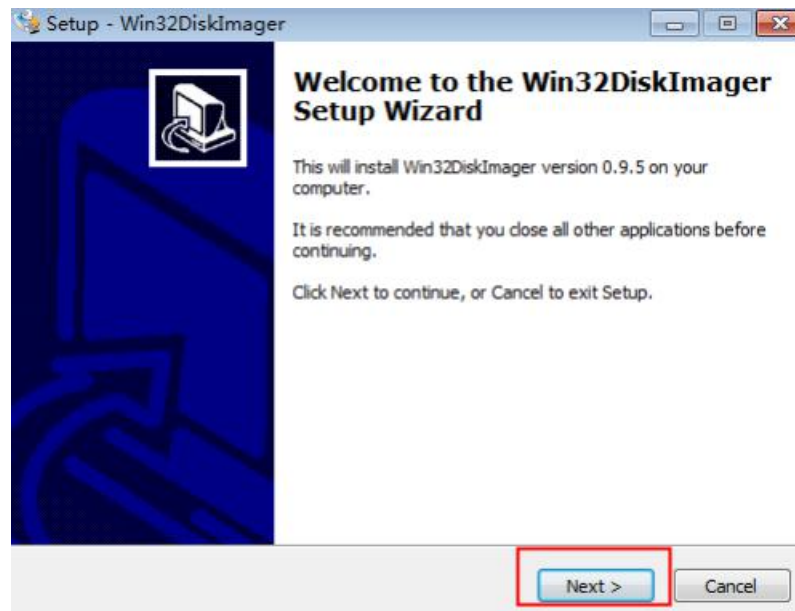 Setup - Win32DiskImager
Welcome to the Win32DiskImager
Setup Wizard
This will install Win32DiskImager version 0.9.5 on your
computer.
It is recommended that you close all other applications before
continuing.
Click Next to continue, or Cancel to exit Setup.
Next >
Cancel